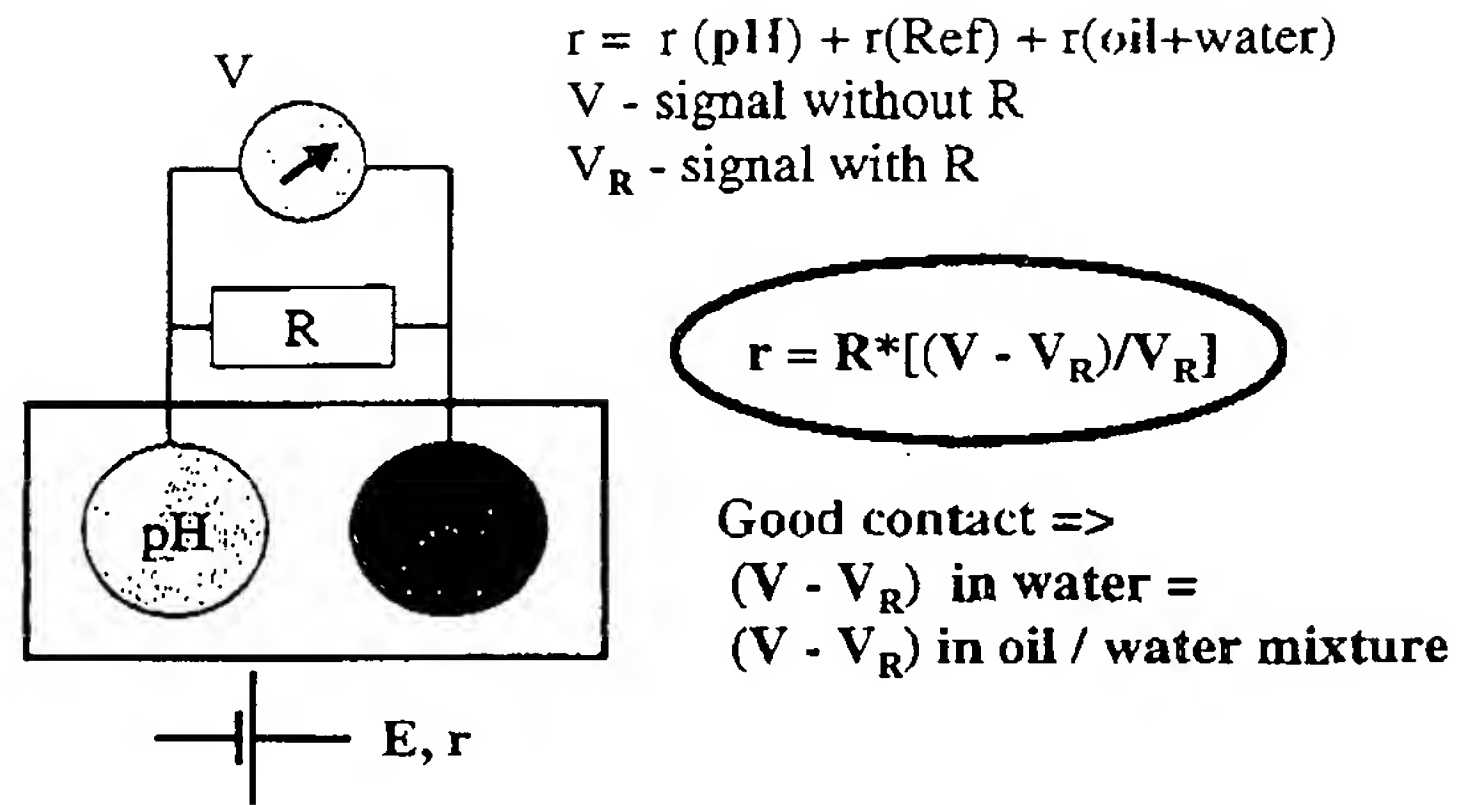 r = r (pH) + r(Ref) + r(oil+water)
V - signal without R
V_R - signal with R
V
R
r = R*[(V - V_R)/V_R]
pH
Good contact =>
(V - V_R) in water =
(V - V_R) in oil / water mixture
E, r